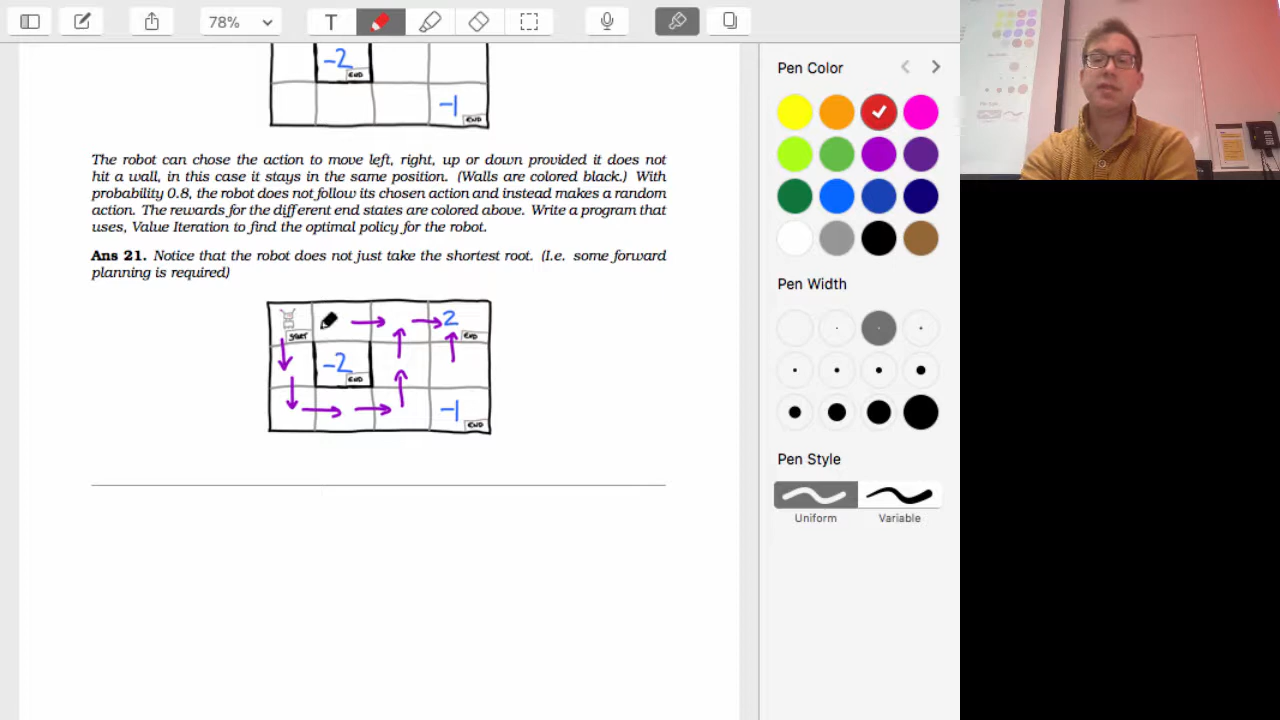 78%
T
Pen Color
-2
END
-1
END
The robot can chose the action to move left, right, up or down provided it does not
hit a wall, in this case it stays in the same position. (Walls are colored black.) With
probability 0.8, the robot does not follow its chosen action and instead makes a random
action. The rewards for the different end states are colored above. Write a program that
uses, Value Iteration to find the optimal policy for the robot.
Ans 21. Notice that the robot does not just take the shortest root. (I.e. some forward
planning is required)
START
2
END
-2
END
-1
END
Pen Width
Pen Style
Uniform
Variable